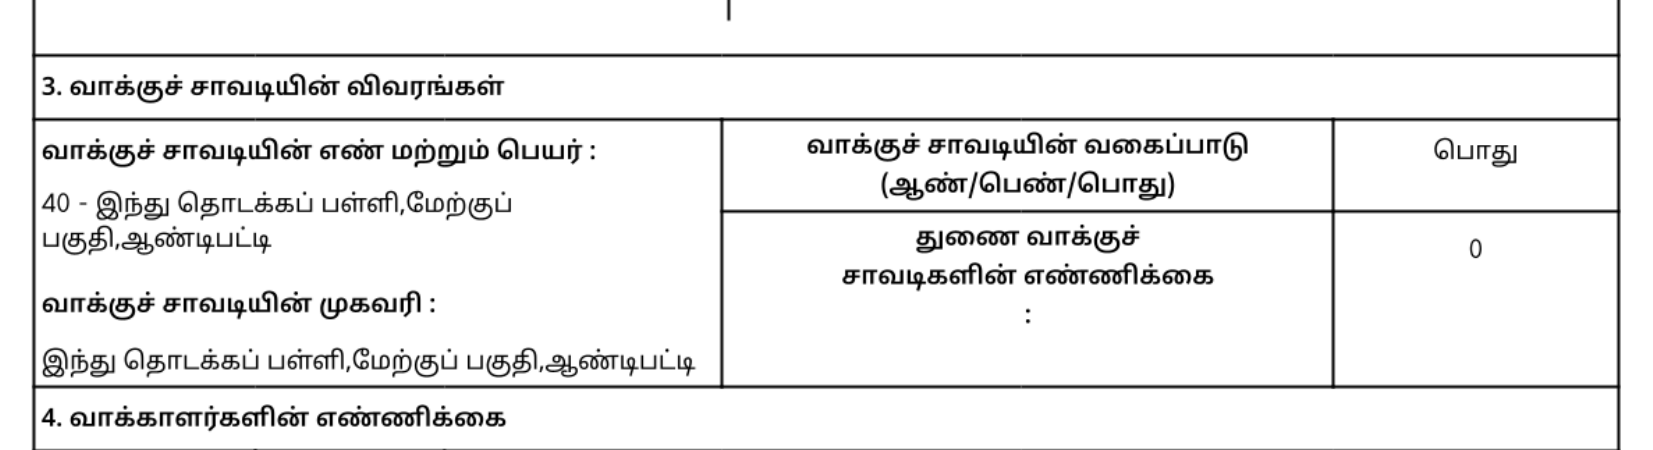 3. வாக்குச் சாவடியின் விவரங்கள்
வாக்குச் சாவடியின் எண் மற்றும் பெயர் :
40 - இந்து தொடக்கப் பள்ளி,மேற்குப்
பகுதி,ஆண்டிபட்டி
வாக்குச் சாவடியின் முகவரி :
இந்து தொடக்கப் பள்ளி,மேற்குப் பகுதி,ஆண்டிபட்டி
வாக்குச் சாவடியின் வகைப்பாடு
(ஆண்/பெண்/பொது)
பொது
துணை வாக்குச்
சாவடிகளின் எண்ணிக்கை
:
0
4. வாக்காளர்களின் எண்ணிக்கை